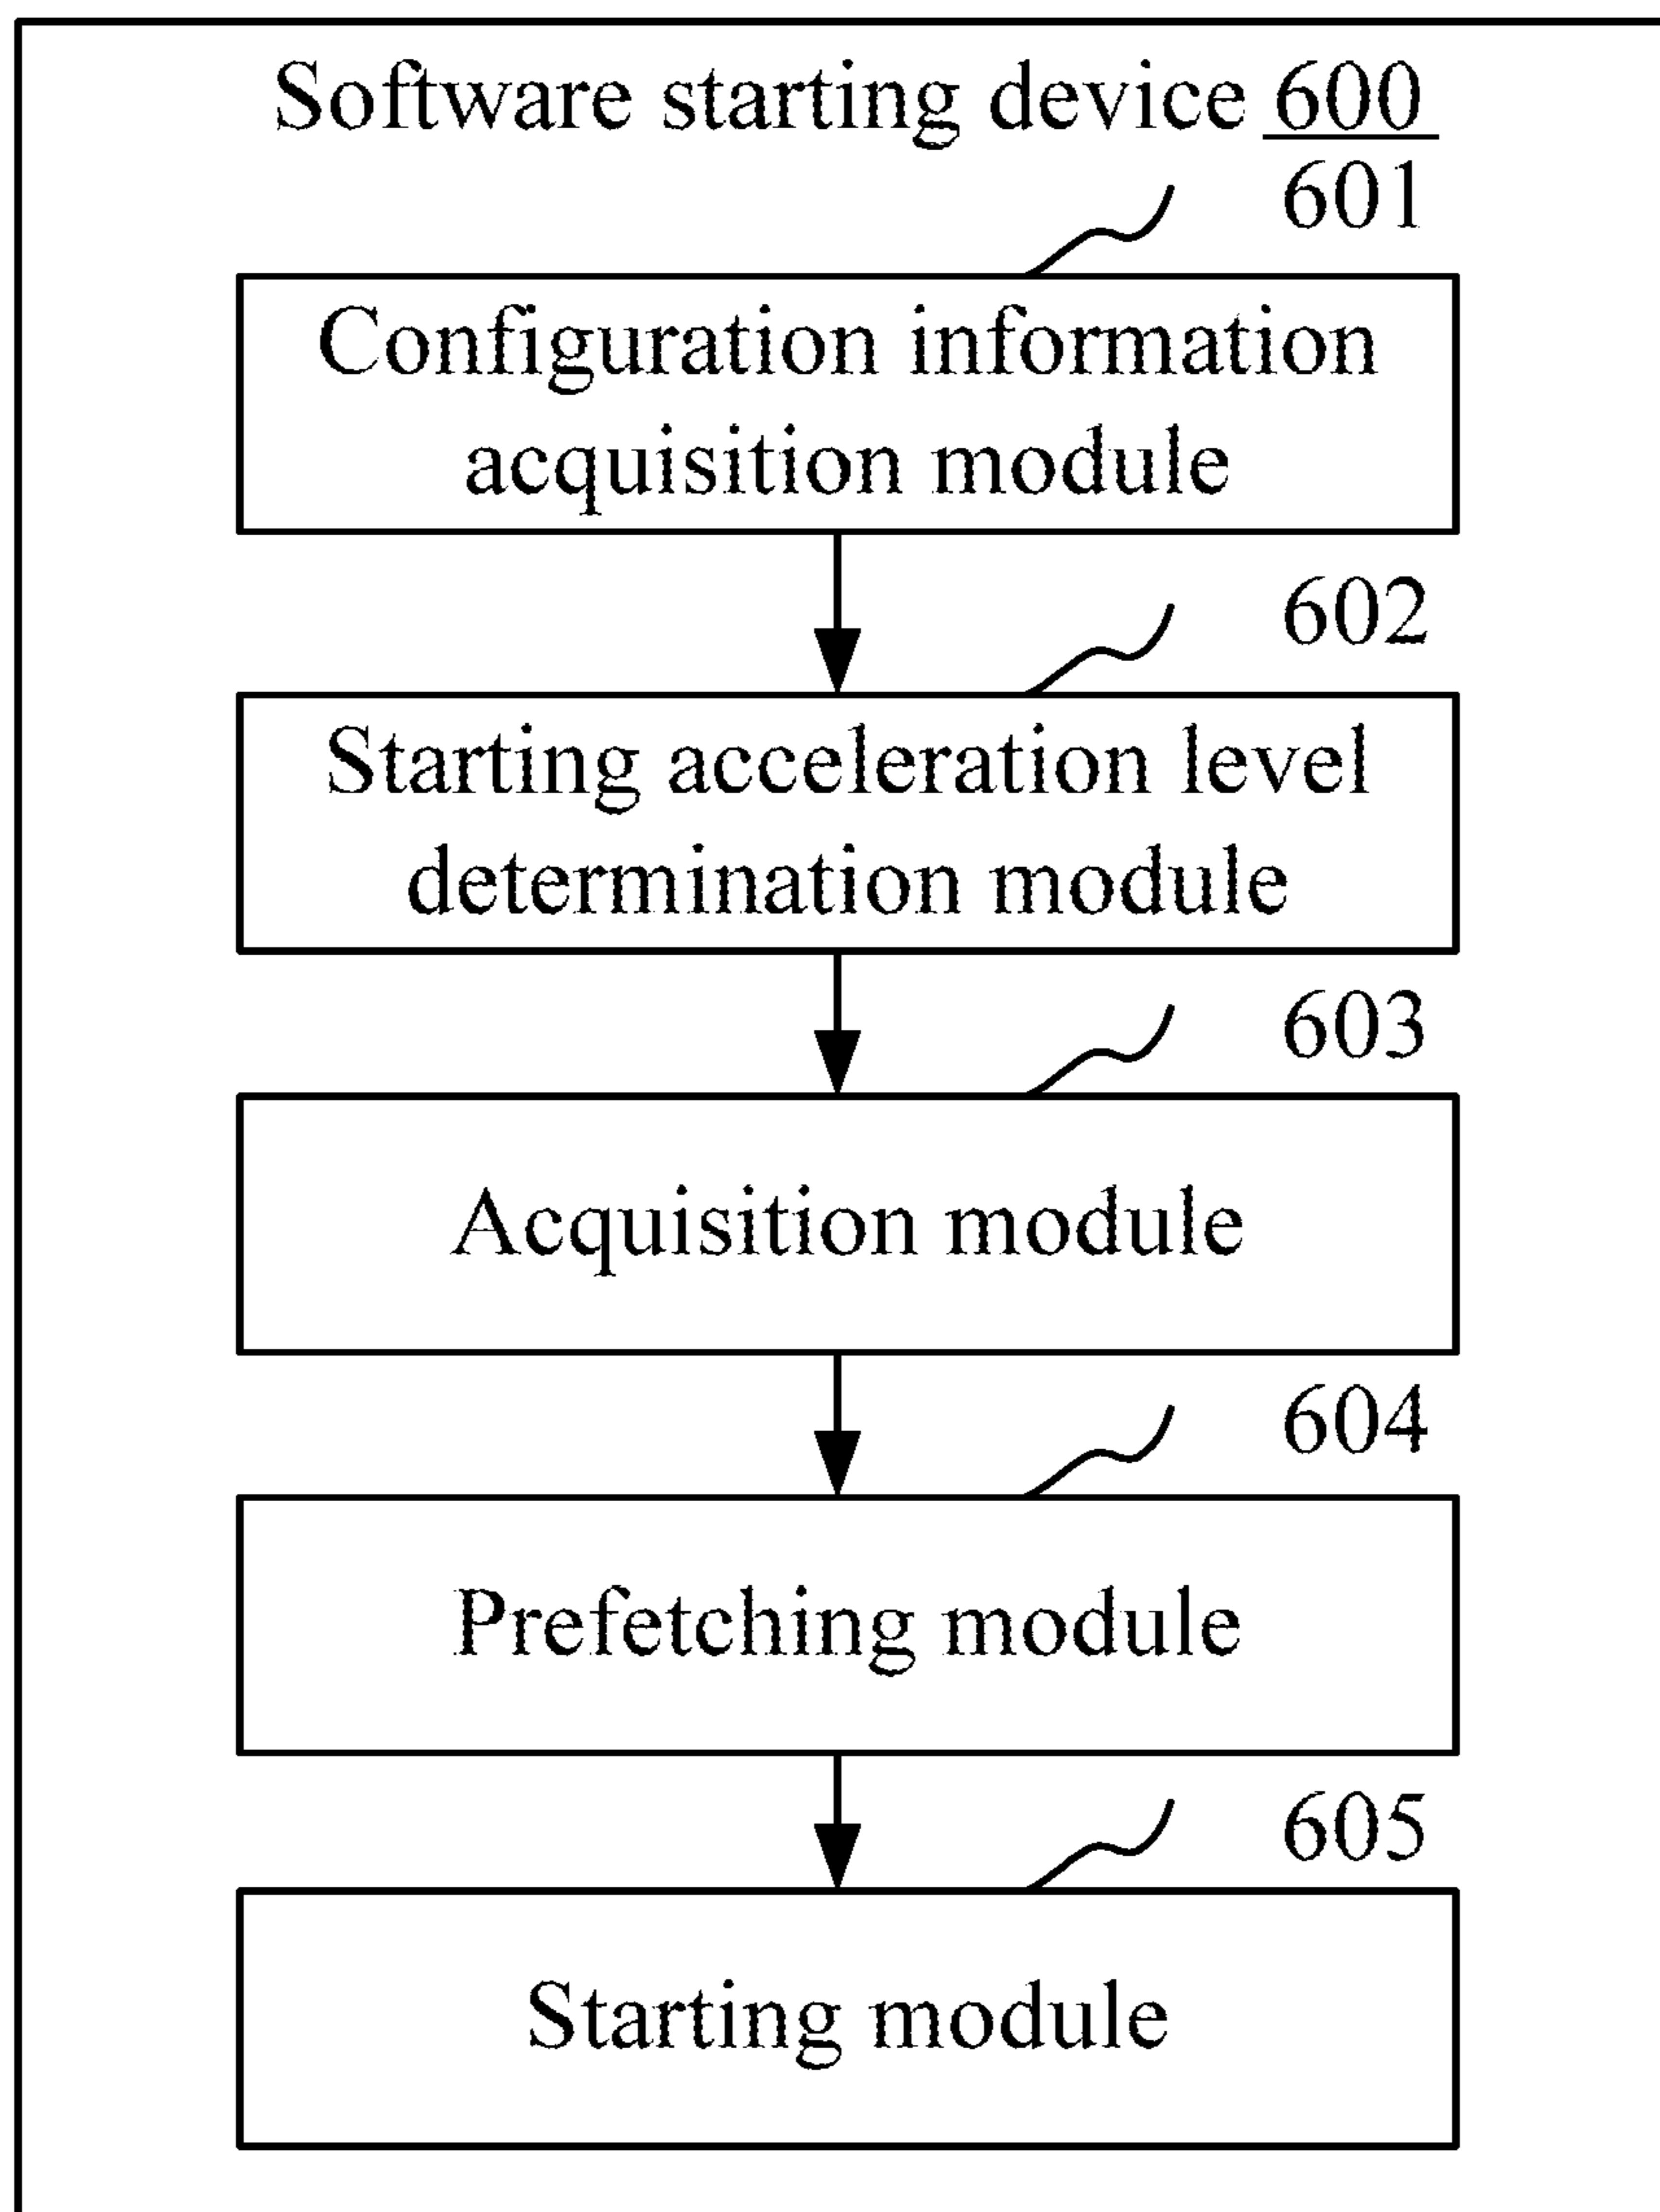 Software starting device 600
601
Configuration information
acquisition module
602
Starting acceleration level
determination module
603
Acquisition module
604
Prefetching module
605
Starting module